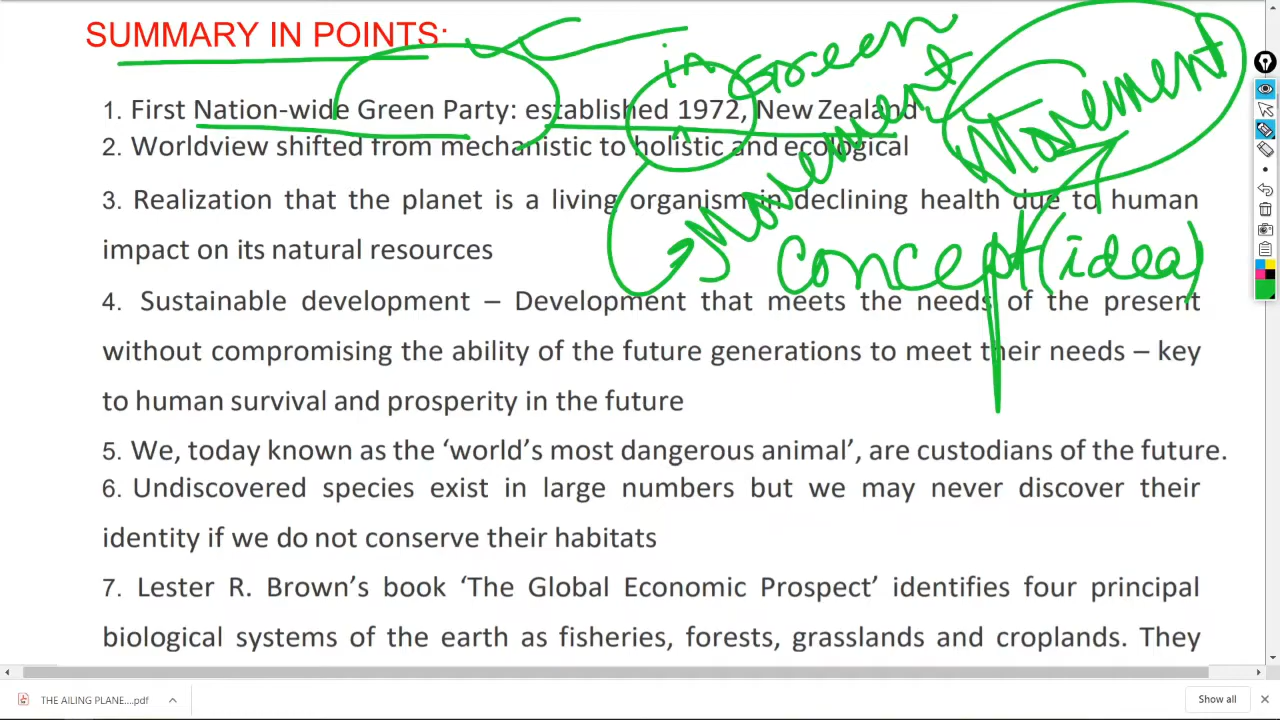 SUMMARY IN POINTS:
in Green
Movement
Movement
1. First Nation-wide Green Party: established 1972, New Zealand
2. Worldview shifted from mechanistic to holistic and ecological
3. Realization that the planet is a living organism in declining health due to human
impact on its natural resources
concept (idea)
4. Sustainable development – Development that meets the needs of the present
without compromising the ability of the future generations to meet their needs – key
to human survival and prosperity in the future
5. We, today known as the ‘world’s most dangerous animal’, are custodians of the future.
6. Undiscovered species exist in large numbers but we may never discover their
identity if we do not conserve their habitats
7. Lester R. Brown’s book ‘The Global Economic Prospect’ identifies four principal
biological systems of the earth as fisheries, forests, grasslands and croplands. They
THE AILING PLANE....pdf
Show all